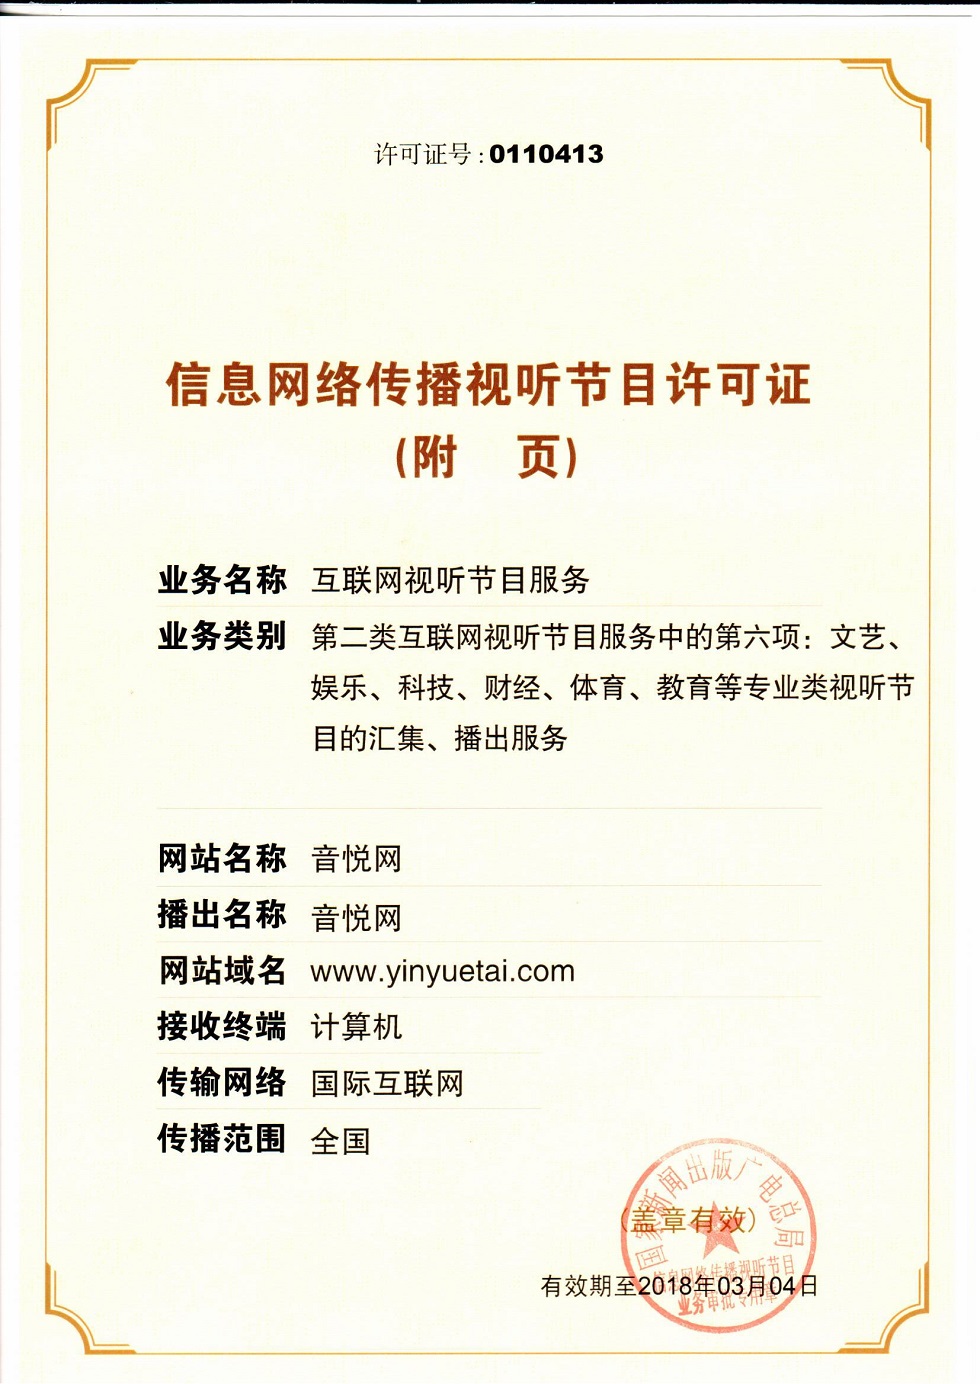 许可证号:0110413
信息网络传播视听节目许可证
(附 页)
业务名称 互联网视听节目服务
业务类别 第二类互联网视听节目服务中的第六项：文艺、
娱乐、科技、财经、体育、教育等专业类视听节
目的汇集、播出服务
网站名称 音悦网
播出名称 音悦网
网站域名 www.yinyuetai.com
接收终端 计算机
传输网络 国际互联网
传播范围 全国
国家新闻出版广电总局
(盖章有效)
信息网络传播视听节目
有效期至2018年03月04日
业务审批专用章